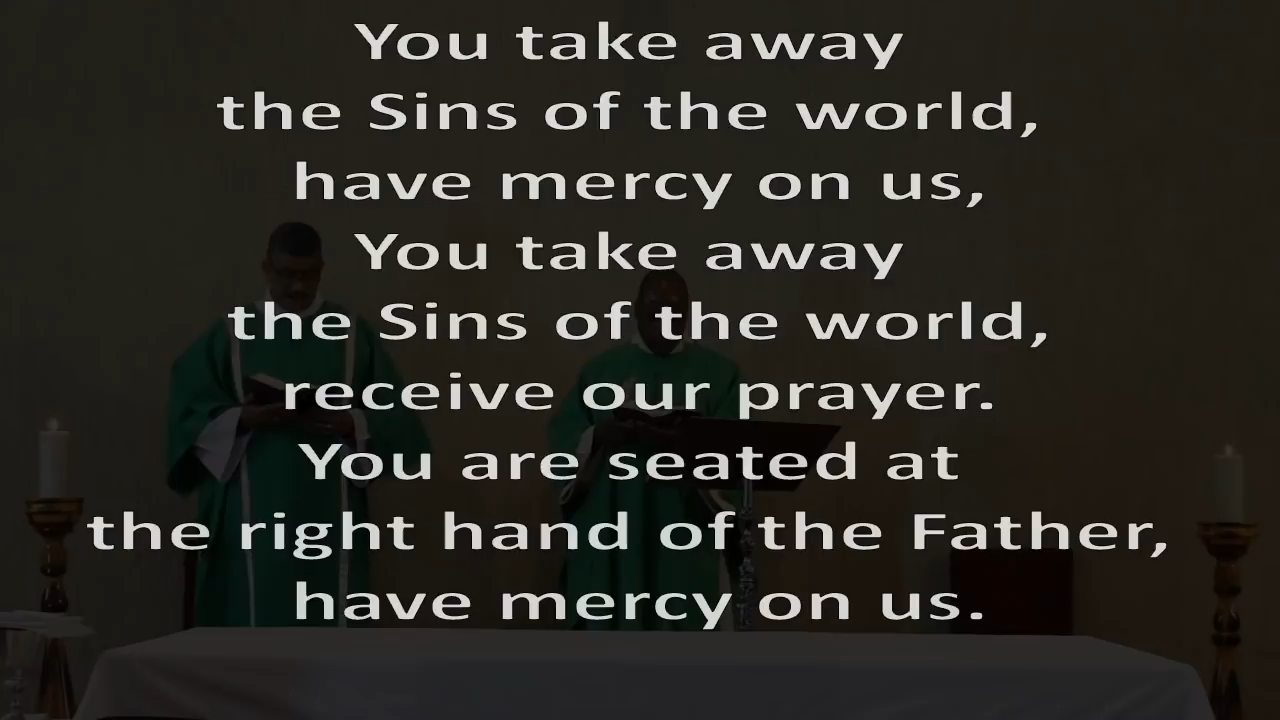 You take away
the Sins of the world,
have mercy on us,
You take away
the Sins of the world,
receive our prayer.
You are seated at
the right hand of the Father,
have mercy on us.